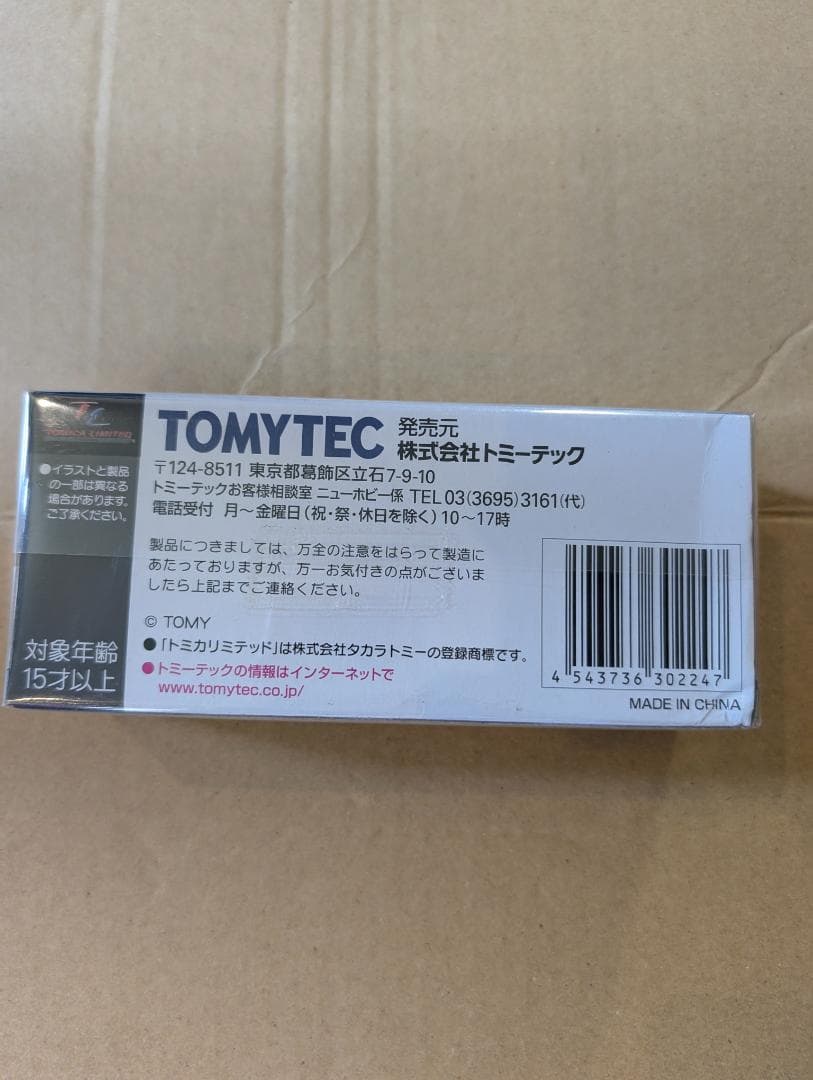 TOMICA LIMITED
●イラストと製品
の一部は異なる
場合があります。
ご了承ください。
対象年齢
15才以上
TOMYTEC
発売元
株式会社トミーテック
〒124-8511 東京都葛飾区立石7-9-10
トミーテックお客様相談室 ニューホビー係 TEL 03(3695)3161(代)
電話受付 月〜金曜日(祝・祭・休日を除く)10〜17時
製品につきましては、万全の注意をはらって製造に
あたっておりますが、万一お気付きの点がございま
したら上記までご連絡ください。
© TOMY
●「トミカリミテッド」は株式会社タカラトミーの登録商標です。
●トミーテックの情報はインターネットで
www.tomytec.co.jp/
4 543736 302247
MADE IN CHINA